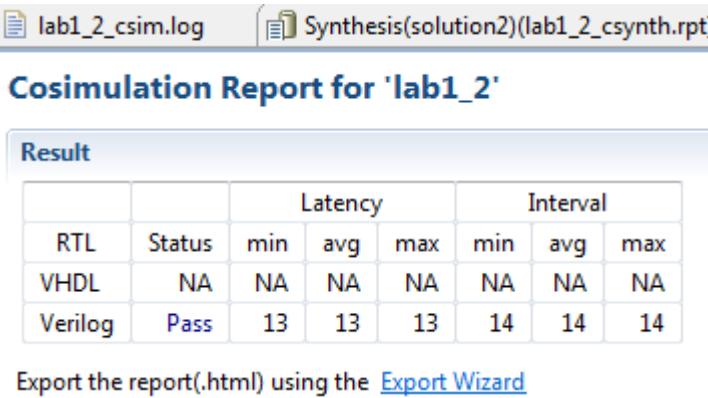 lab1_2_csim.log Synthesis(solution2)(lab1_2_csynth.rpt)
Cosimulation Report for 'lab1_2'
Result
Latency Interval
RTL Status min avg max min avg max
VHDL NA NA NA NA NA NA NA
Verilog Pass 13 13 13 14 14 14
Export the report(.html) using the Export Wizard